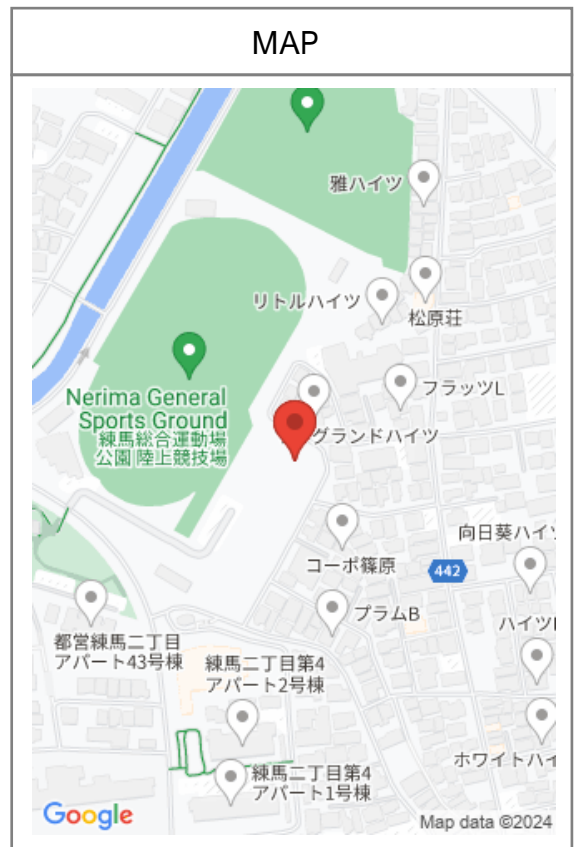 MAP
雅ハイツ
リトルハイツ
松原荘
フラッツL
Nerima General
Sports Ground
練馬総合運動場
公園 陸上競技場
グランドハイツ
コーポ篠原
442
向日葵ハイ
プラムB
ハイツ
都営練馬二丁目
アパート43号棟
練馬二丁目第4
アパート2号棟
ホワイトハイ
練馬二丁目第4
アパート1号棟
Google
Map data ©2024